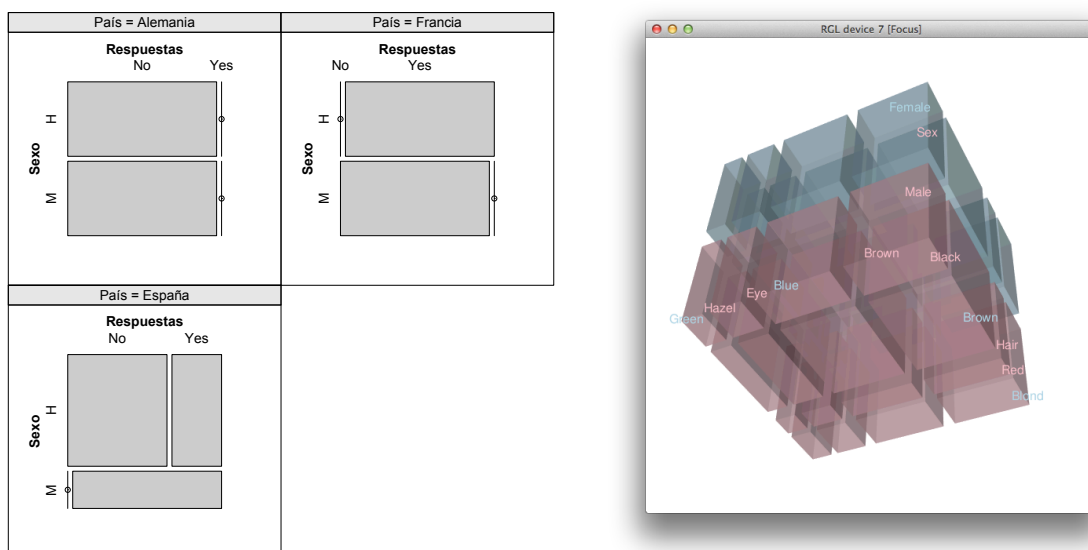 País = Alemania
Respuestas
No Yes
Sexo
H
M
País = Francia
Respuestas
No Yes
Sexo
H
M
País = España
Respuestas
No Yes
Sexo
H
M
RGL device 7 [Focus]
Female
Sex
Male
Brown
Black
Blue
Eye
Hazel
Green
Brown
Hair
Red
Blond